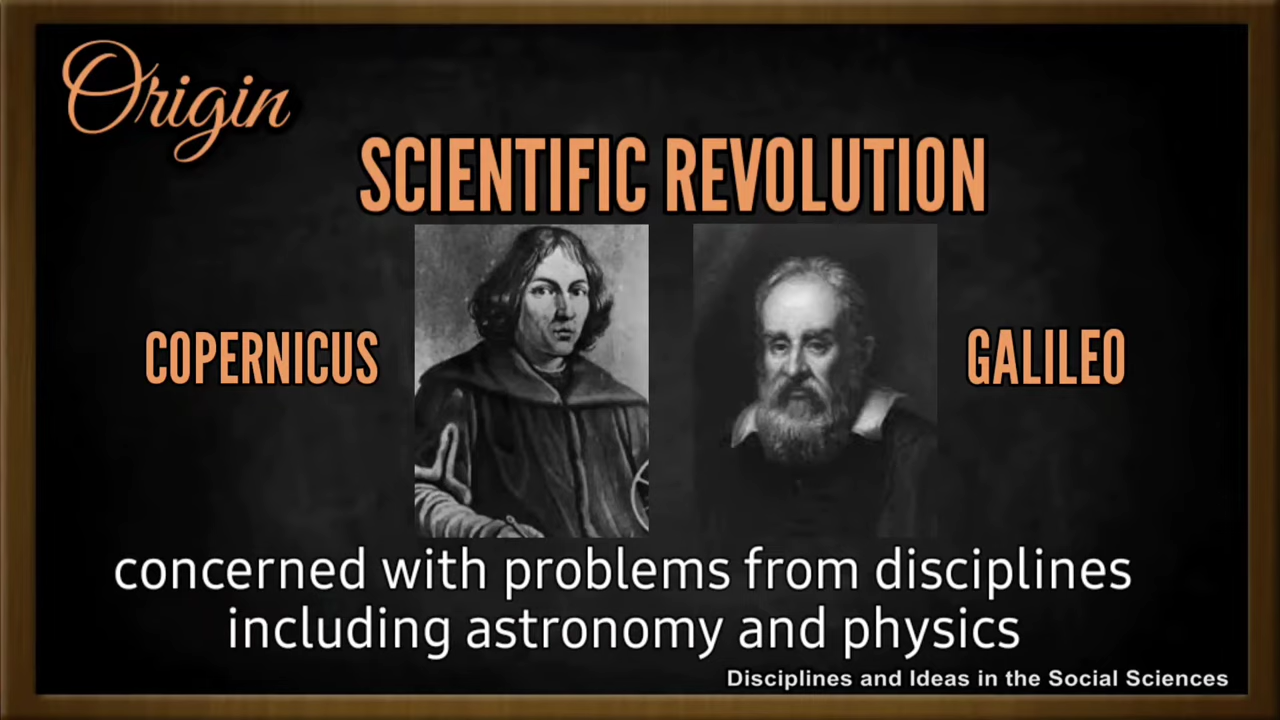 Origin
SCIENTIFIC REVOLUTION
COPERNICUS
GALILEO
concerned with problems from disciplines
including astronomy and physics
Disciplines and Ideas in the Social Sciences